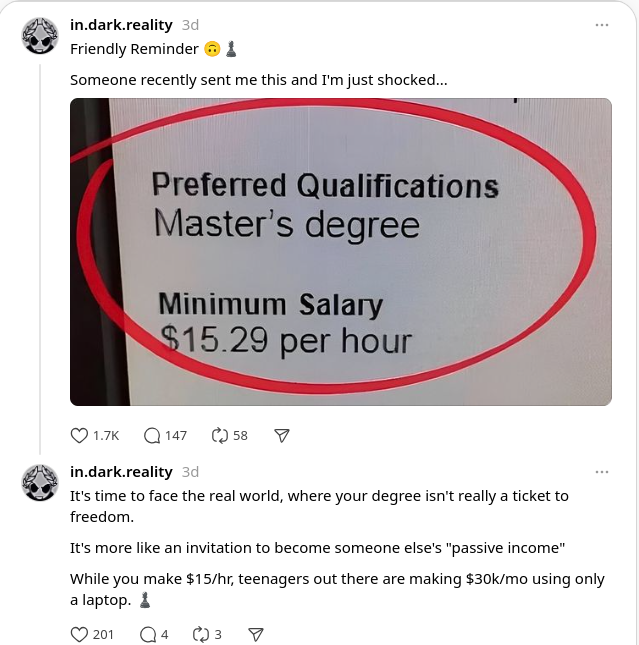 in.dark.reality 3d
Friendly Reminder 🙃♟️
Someone recently sent me this and I'm just shocked...
Preferred Qualifications
Master's degree
Minimum Salary
$15.29 per hour
1.7K 147 58
in.dark.reality 3d
It's time to face the real world, where your degree isn't really a ticket to
freedom.
It's more like an invitation to become someone else's "passive income"
While you make $15/hr, teenagers out there are making $30k/mo using only
a laptop. ♟️
201 4 3